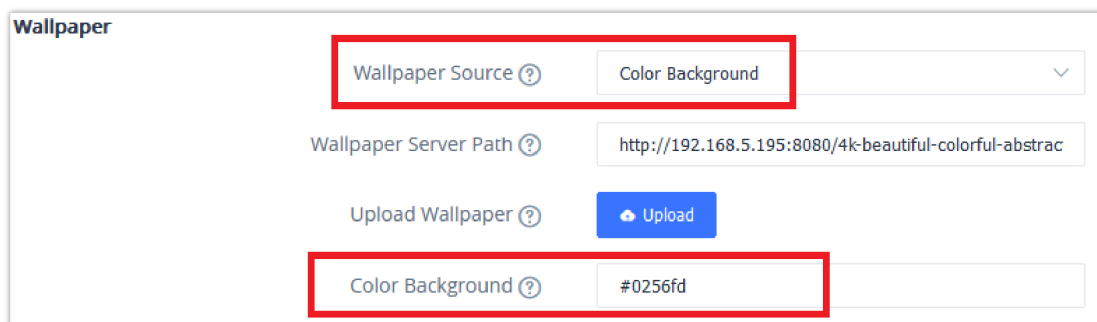 Wallpaper
Wallpaper Source ? Color Background
Wallpaper Server Path ? http://192.168.5.195:8080/4k-beautiful-colorful-abstrac
Upload Wallpaper ? Upload
Color Background ? #0256fd